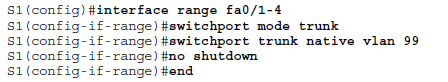 S1(config)#interface range fa0/1-4
S1(config-if-range)#switchport mode trunk
S1(config-if-range)#switchport trunk native vlan 99
S1(config-if-range)#no shutdown
S1(config-if-range)#end